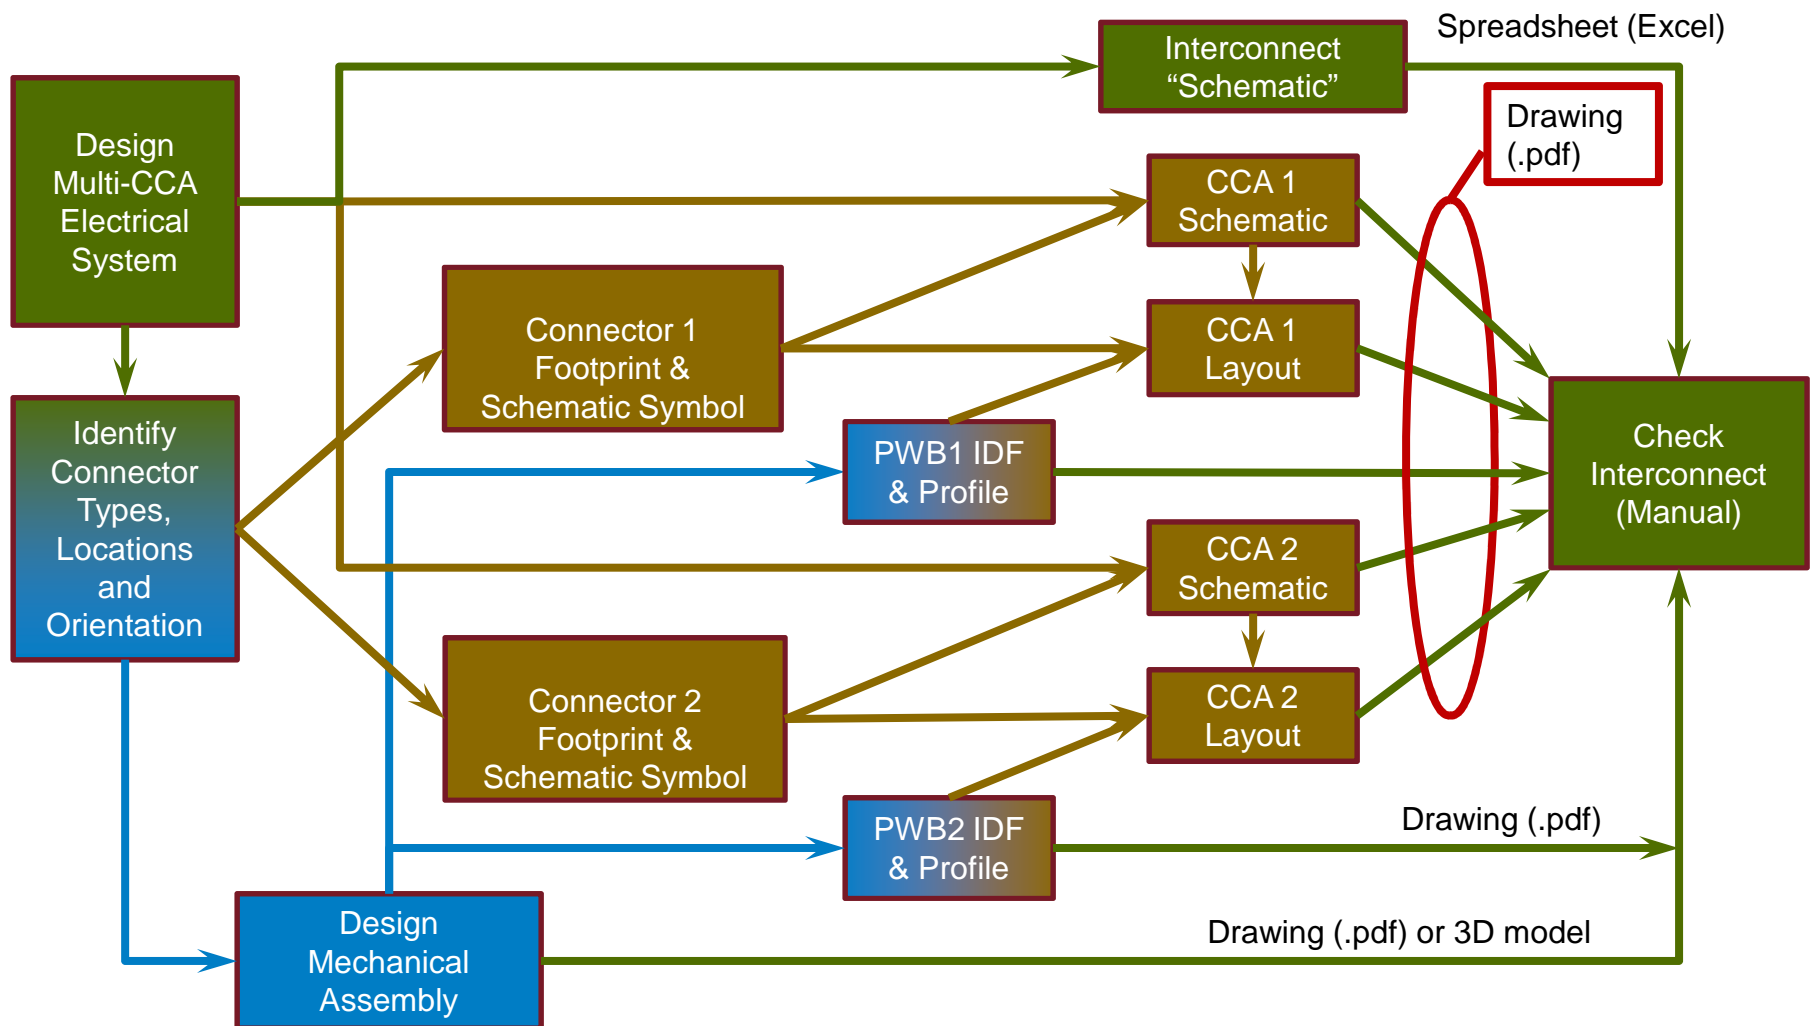 Spreadsheet (Excel)
Interconnect
“Schematic”
Drawing
(.pdf)
Design
Multi-CCA
Electrical
System
CCA 1
Schematic
Connector 1
Footprint &
Schematic Symbol
CCA 1
Layout
Identify
Connector
Types,
Locations
and
Orientation
PWB1 IDF
& Profile
Check
Interconnect
(Manual)
CCA 2
Schematic
Connector 2
Footprint &
Schematic Symbol
CCA 2
Layout
PWB2 IDF
& Profile
Drawing (.pdf)
Design
Mechanical
Assembly
Drawing (.pdf) or 3D model